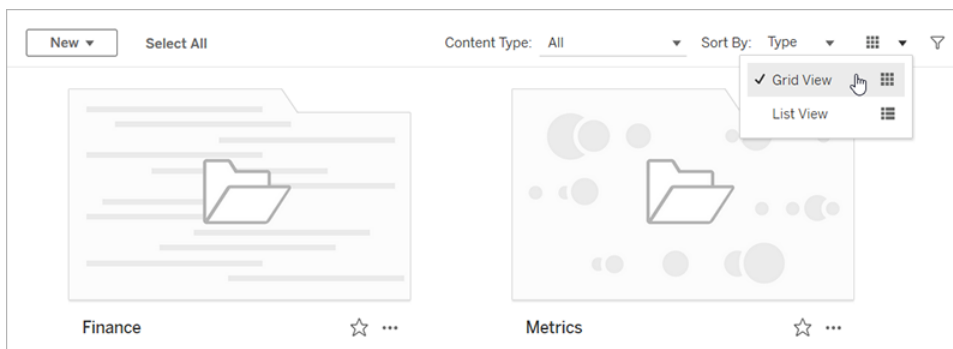 New
Select All
Content Type: All
Sort By: Type
Grid View
List View
Finance
Metrics